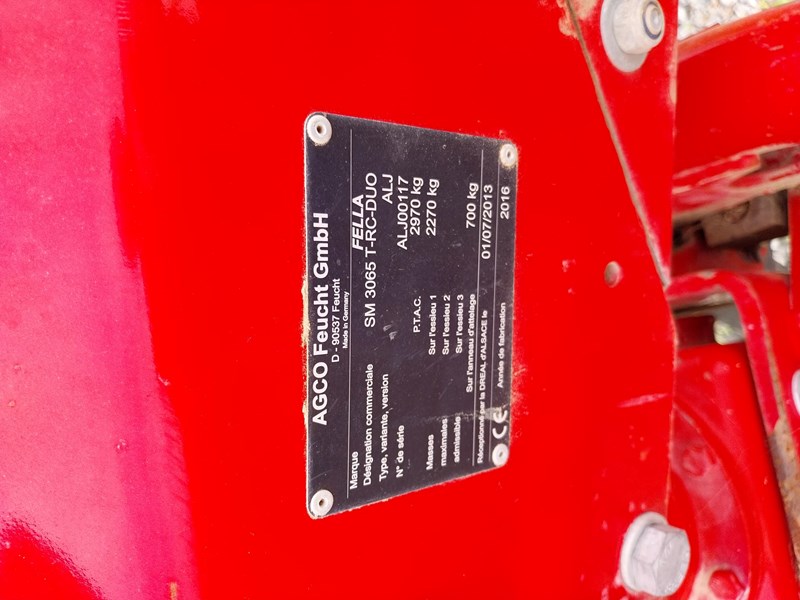 AGCO Feucht GmbH
D - 90537 Feucht
Made in Germany
Marque FELLA
Désignation commerciale SM 3065 T-RC-DUO
Type, variante, version ALJ
N° de série ALJ00117
P.T.A.C. 2970 kg
Masses Sur l'essieu 1 2270 kg
maximales Sur l'essieu 2
admissible Sur l'essieu 3
Sur l'anneau d'attelage 700 kg
Réceptionné par la DREAL d'ALSACE le 01/07/2013
CE Année de fabrication 2016